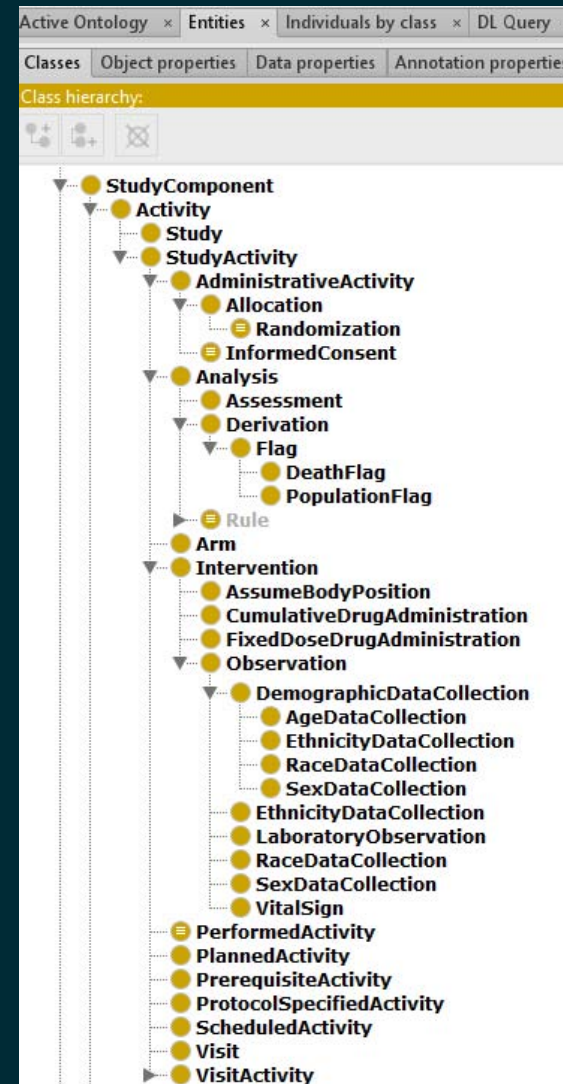 Active Ontology × Entities × Individuals by class × DL Query
Classes Object properties Data properties Annotation properties
Class hierarchy:
StudyComponent
Activity
Study
StudyActivity
AdministrativeActivity
Allocation
Randomization
InformedConsent
Analysis
Assessment
Derivation
Flag
DeathFlag
PopulationFlag
Rule
Arm
Intervention
AssumeBodyPosition
CumulativeDrugAdministration
FixedDoseDrugAdministration
Observation
DemographicDataCollection
AgeDataCollection
EthnicityDataCollection
RaceDataCollection
SexDataCollection
EthnicityDataCollection
LaboratoryObservation
RaceDataCollection
SexDataCollection
VitalSign
PerformedActivity
PlannedActivity
PrerequisiteActivity
ProtocolSpecifiedActivity
ScheduledActivity
Visit
VisitActivity